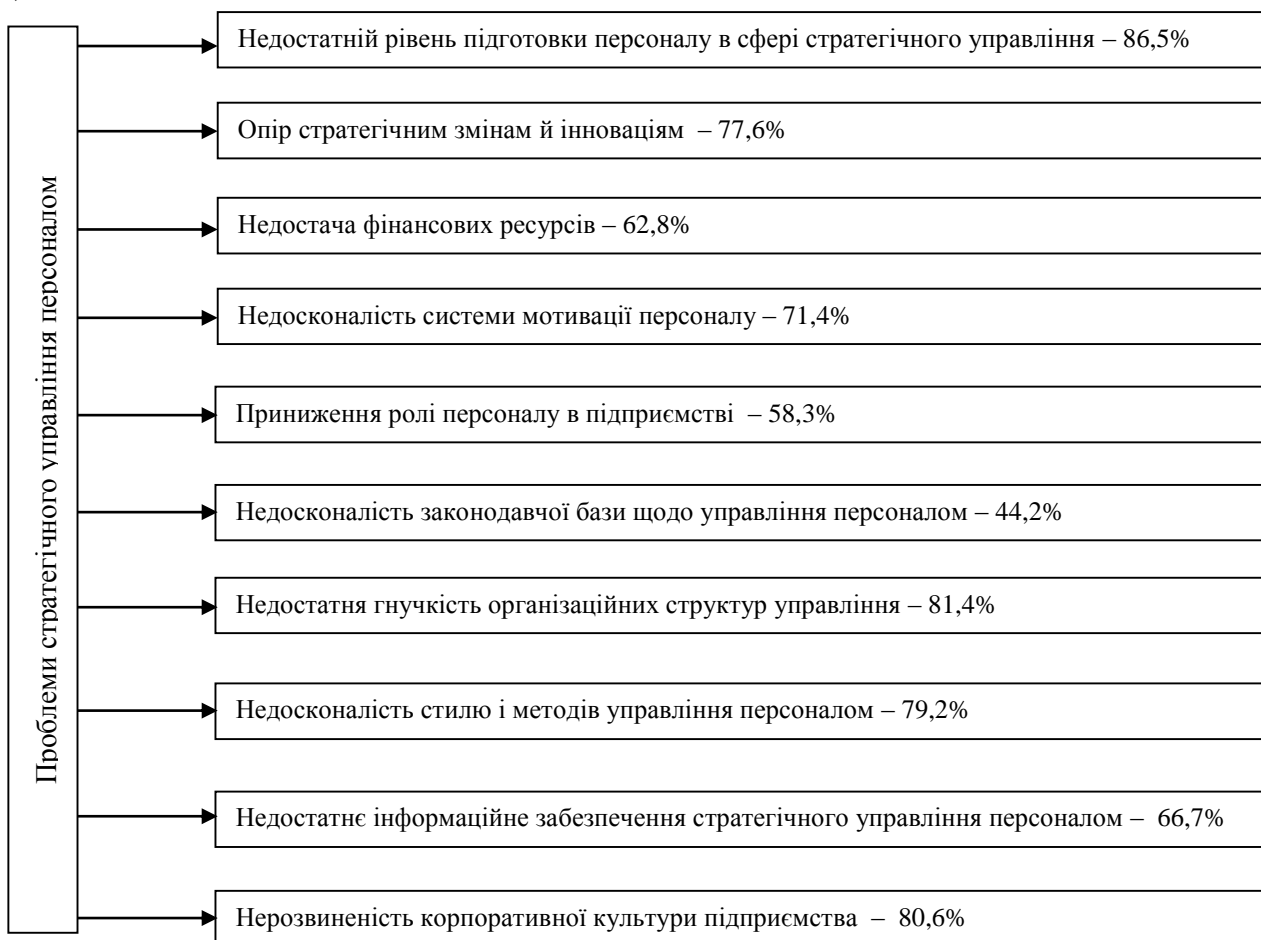 Проблеми стратегічного управління персоналом
Недостатній рівень підготовки персоналу в сфері стратегічного управління – 86,5%
Опір стратегічним змінам й інноваціям – 77,6%
Недостача фінансових ресурсів – 62,8%
Недосконалість системи мотивації персоналу – 71,4%
Приниження ролі персоналу в підприємстві – 58,3%
Недосконалість законодавчої бази щодо управління персоналом – 44,2%
Недостатня гнучкість організаційних структур управління – 81,4%
Недосконалість стилю і методів управління персоналом – 79,2%
Недостатнє інформаційне забезпечення стратегічного управління персоналом – 66,7%
Нерозвиненість корпоративної культури підприємства – 80,6%